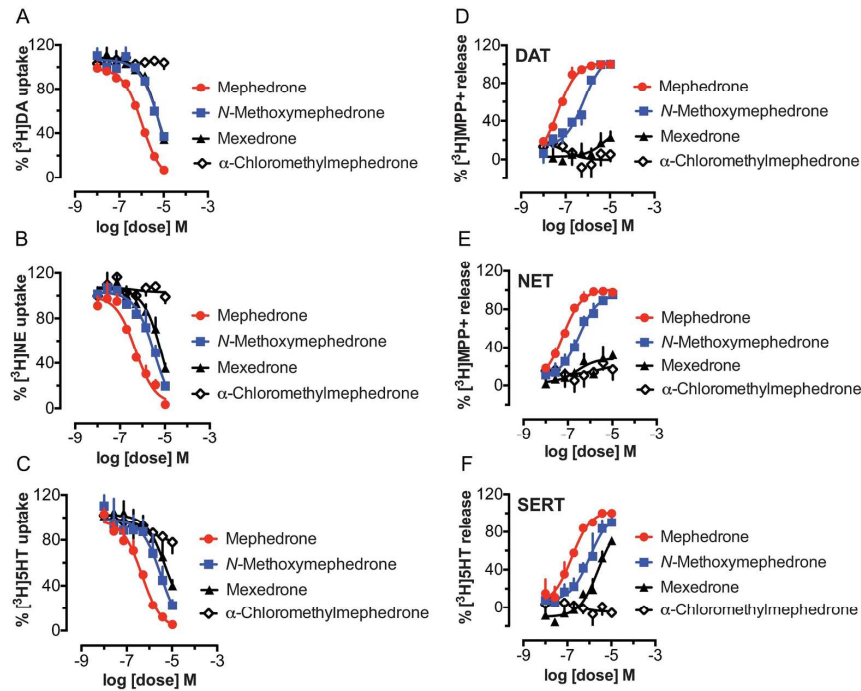 A
120
80
40
0
% [³H]DA uptake
-9 -7 -5 -3
log [dose] M
Mephedrone
N-Methoxymephedrone
Mexedrone
α-Chloromethylmephedrone
D
DAT
120
80
40
0
% [³H]MPP+ release
-9 -7 -5 -3
log [dose] M
Mephedrone
N-Methoxymephedrone
Mexedrone
α-Chloromethylmephedrone
B
120
80
40
0
% [³H]NE uptake
-9 -7 -5 -3
log [dose] M
Mephedrone
N-Methoxymephedrone
Mexedrone
α-Chloromethylmephedrone
E
NET
120
80
40
0
% [³H]MPP+ release
-9 -7 -5 -3
log [dose] M
Mephedrone
N-Methoxymephedrone
Mexedrone
α-Chloromethylmephedrone
C
120
80
40
0
% [³H]5HT uptake
-9 -7 -5 -3
log [dose] M
Mephedrone
N-Methoxymephedrone
Mexedrone
α-Chloromethylmephedrone
F
SERT
120
80
40
0
% [³H]5HT release
-9 -7 -5 -3
log [dose] M
Mephedrone
N-Methoxymephedrone
Mexedrone
α-Chloromethylmephedrone